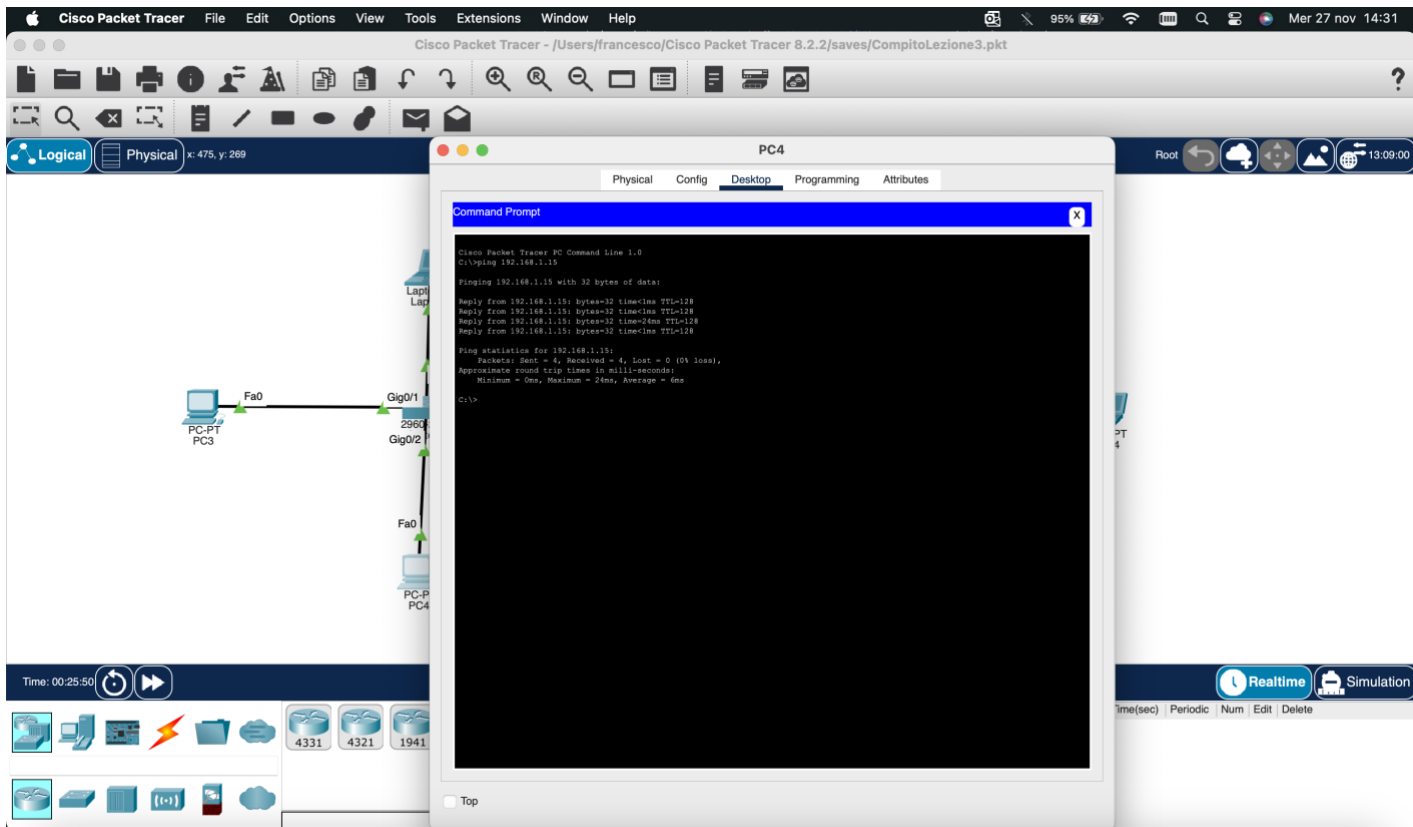 Cisco Packet Tracer File Edit Options View Tools Extensions Window Help 95% Mer 27 nov 14:31
Cisco Packet Tracer - /Users/francesco/Cisco Packet Tracer 8.2.2/saves/CompitoLezione3.pkt
?
Logical Physical x: 475, y: 269 PC4 Root 13:09:00
Physical Config Desktop Programming Attributes
Command Prompt X
Cisco Packet Tracer PC Command Line 1.0
C:\>ping 192.168.1.15
Pinging 192.168.1.15 with 32 bytes of data:
Reply from 192.168.1.15: bytes=32 time<1ms TTL=128
Reply from 192.168.1.15: bytes=32 time<1ms TTL=128
Reply from 192.168.1.15: bytes=32 time=24ms TTL=128
Reply from 192.168.1.15: bytes=32 time<1ms TTL=128
Ping statistics for 192.168.1.15:
Packets: Sent = 4, Received = 4, Lost = 0 (0% loss),
Approximate round trip times in milli-seconds:
Minimum = 0ms, Maximum = 24ms, Average = 6ms
C:\>
Lapt
Lap
Fa0 Gig0/1
PC-PT
PC3
2960
Gig0/2
PT
4
Fa0
PC-P
PC4
Time: 00:25:50 Realtime Simulation
Time(sec) Periodic Num Edit Delete
4331 4321 1941
Top